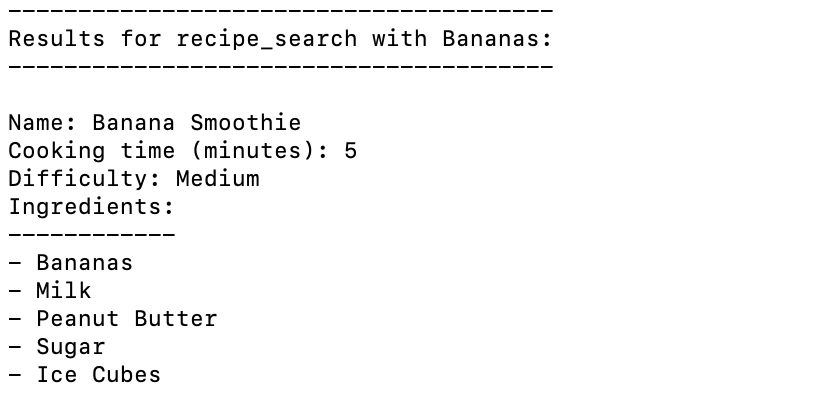 ---------------------------------------
Results for recipe_search with Bananas:
---------------------------------------
Name: Banana Smoothie
Cooking time (minutes): 5
Difficulty: Medium
Ingredients:
------------
- Bananas
- Milk
- Peanut Butter
- Sugar
- Ice Cubes